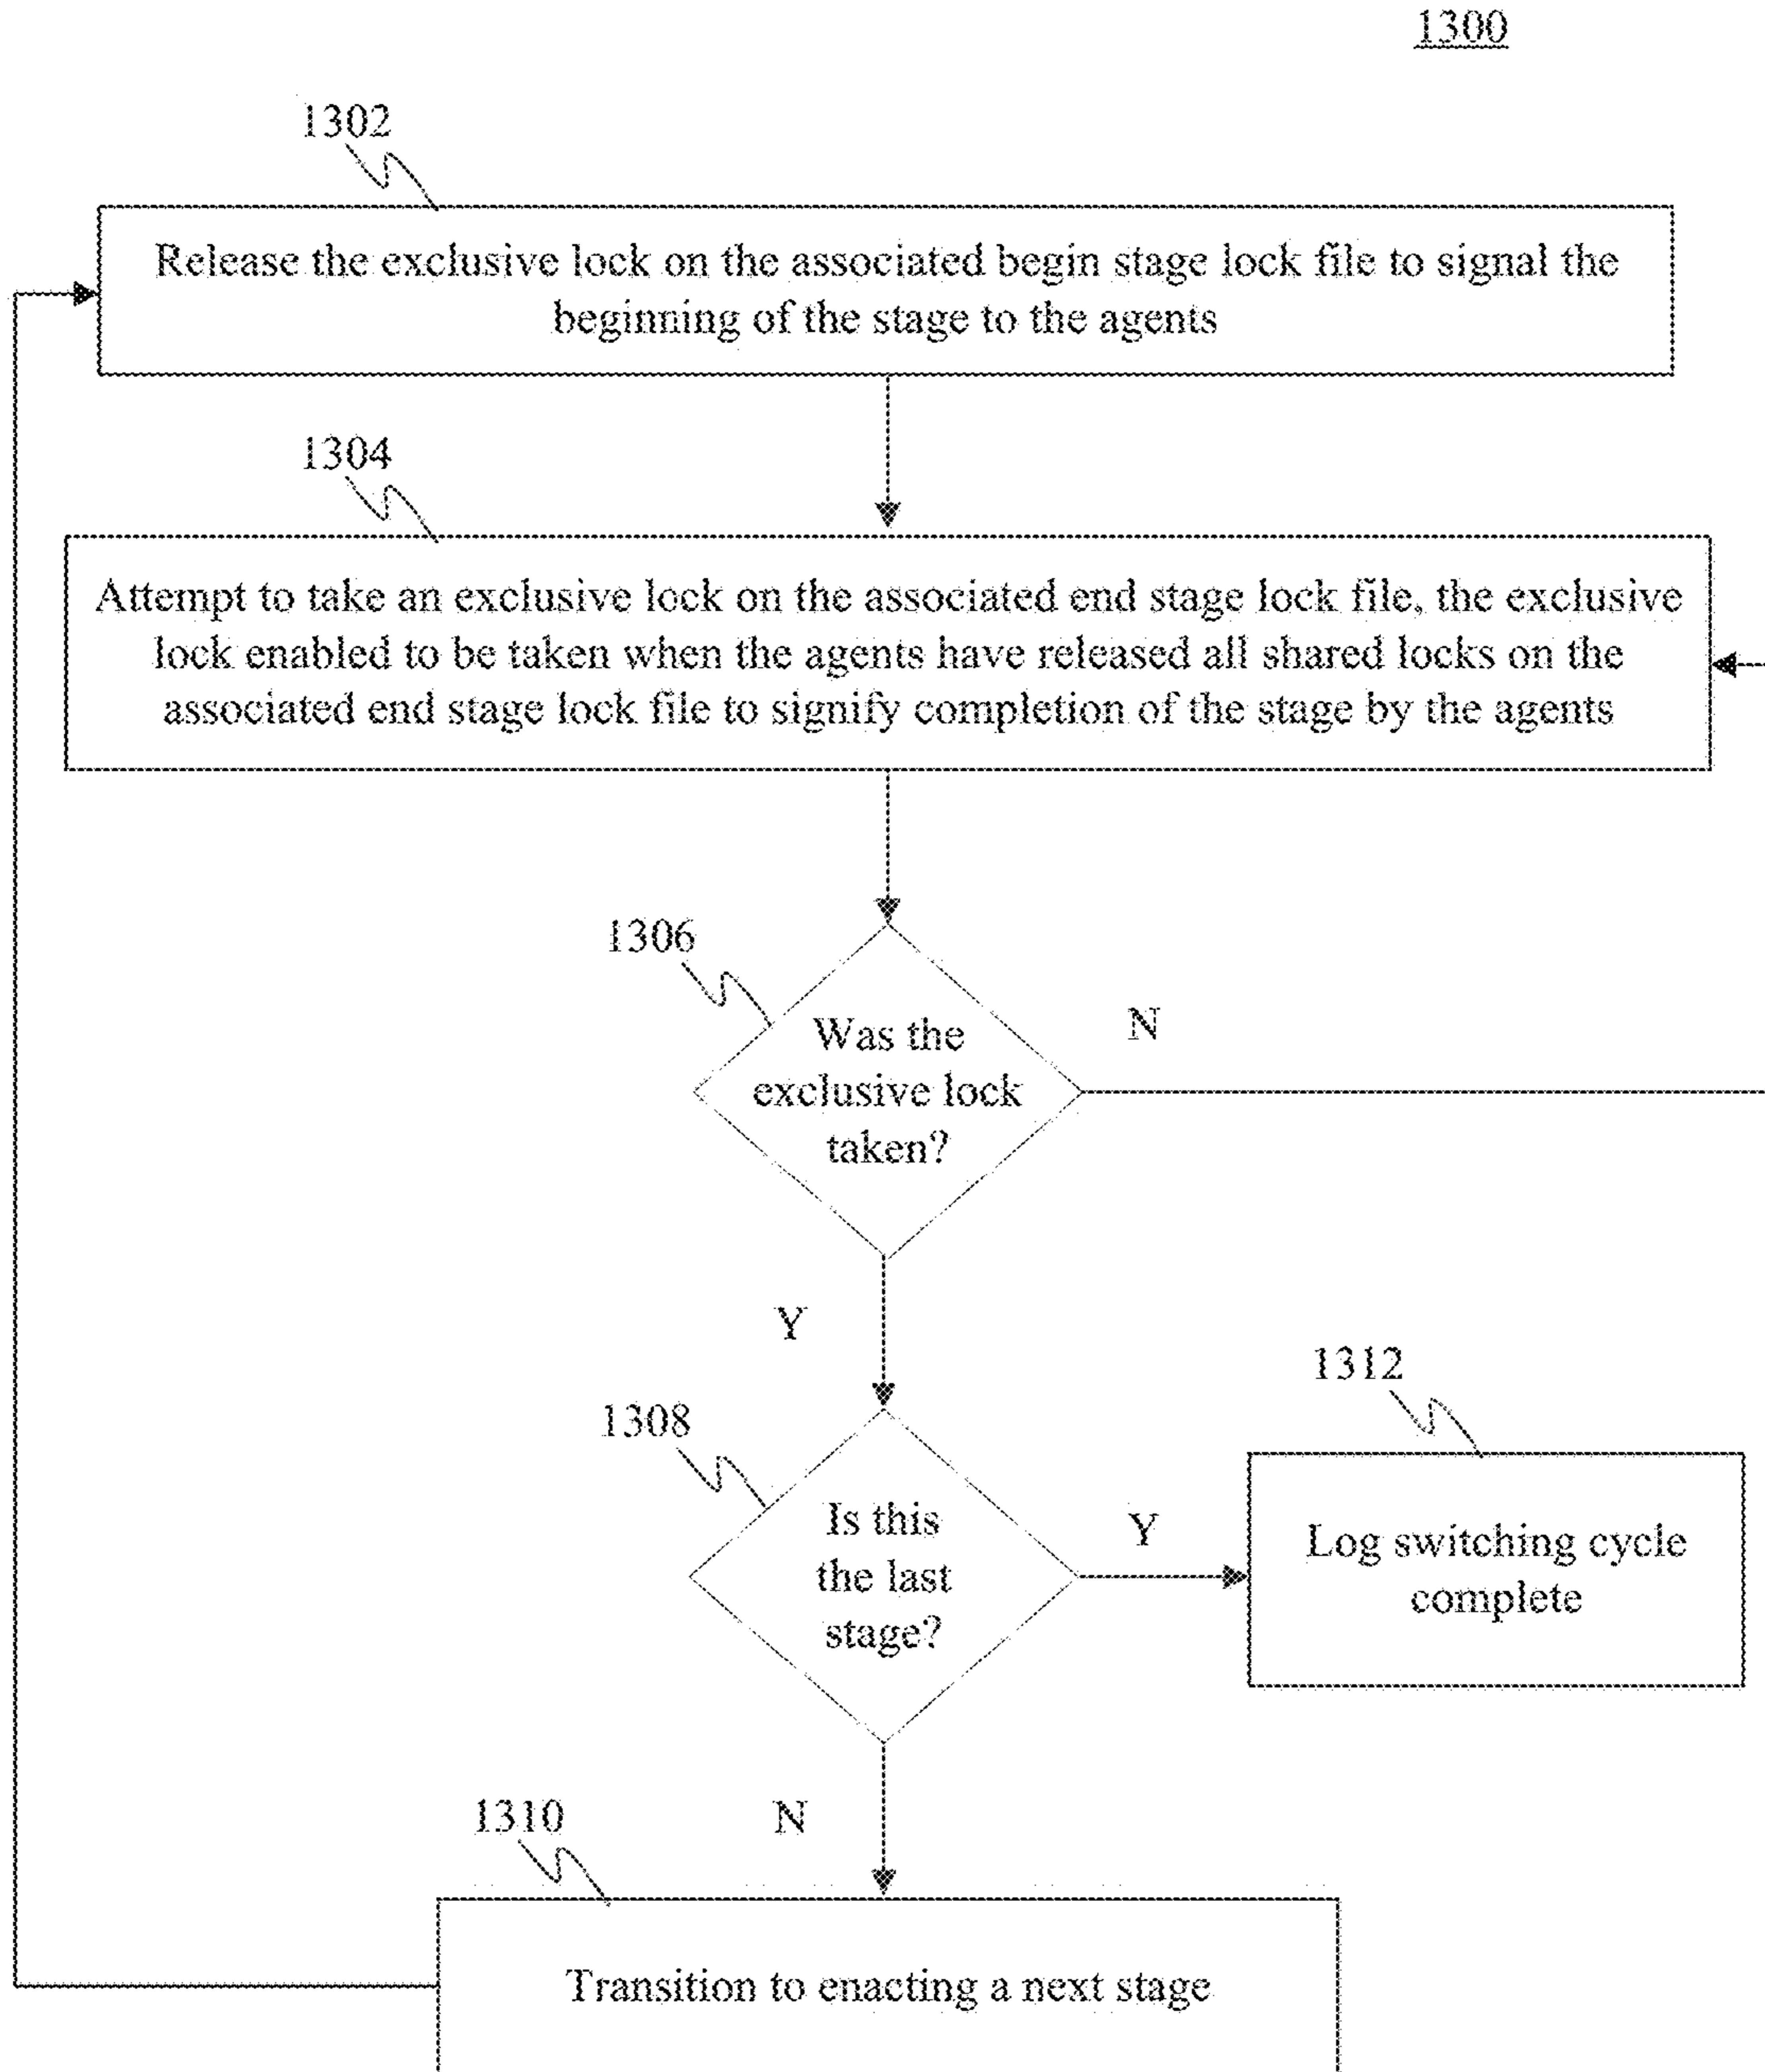 1300
1302
Release the exclusive lock on the associated begin stage lock file to signal the
beginning of the stage to the agents
1304
Attempt to take an exclusive lock on the associated end stage lock file, the exclusive
lock enabled to be taken when the agents have released all shared locks on the
associated end stage lock file to signify completion of the stage by the agents
1306
Was the
exclusive lock
taken?
N
Y
1308
Is this
the last
stage?
Y
1312
Log switching cycle
complete
N
1310
Transition to enacting a next stage